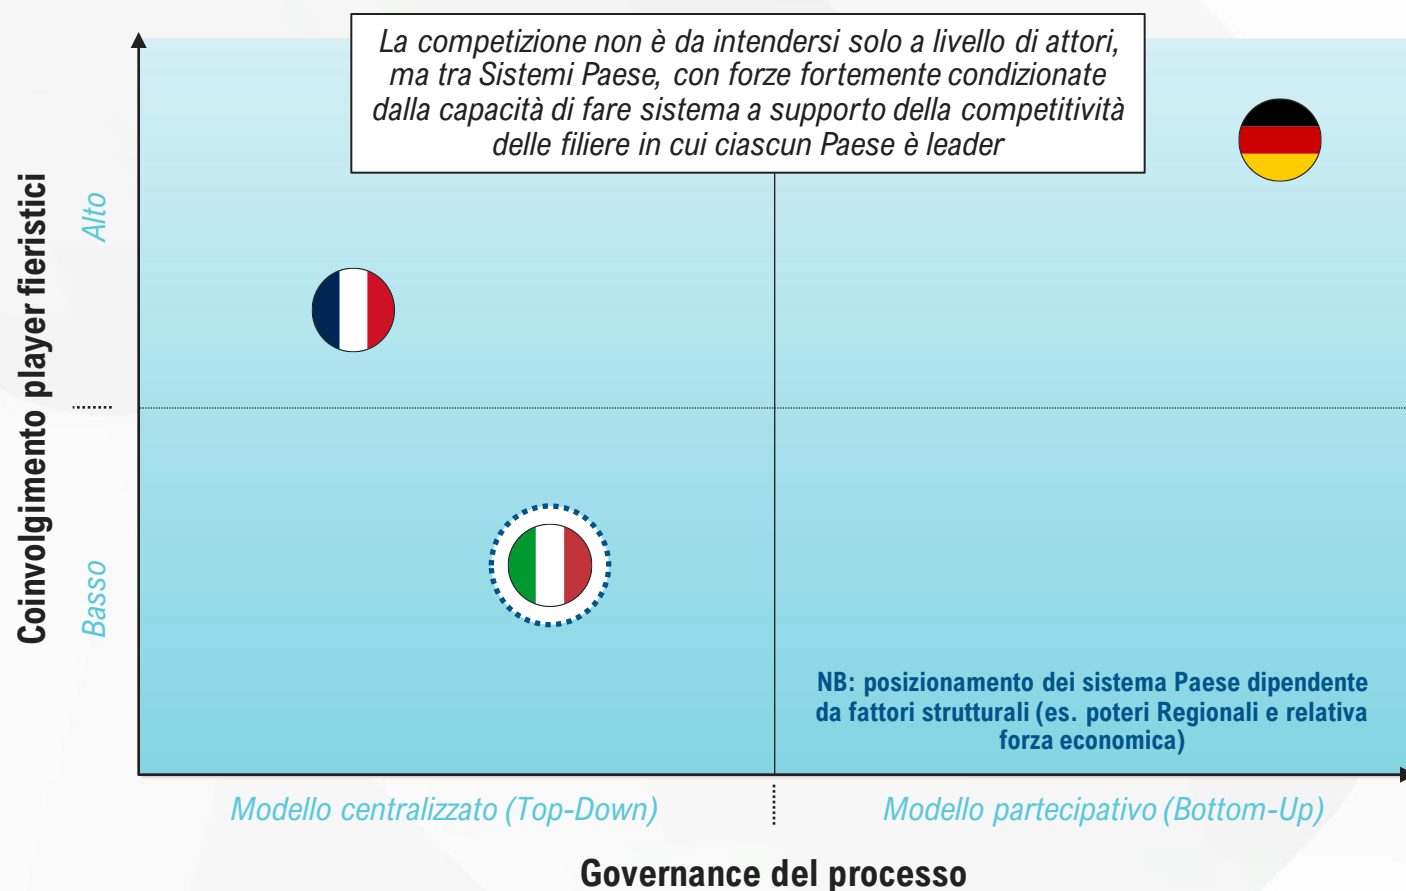 La competizione non è da intendersi solo a livello di attori,
ma tra Sistemi Paese, con forze fortemente condizionate
dalla capacità di fare sistema a supporto della competitività
delle filiere in cui ciascun Paese è leader
Coinvolgimento player fieristici
Alto
Basso
NB: posizionamento dei sistema Paese dipendente
da fattori strutturali (es. poteri Regionali e relativa
forza economica)
Modello centralizzato (Top-Down)
Modello partecipativo (Bottom-Up)
Governance del processo